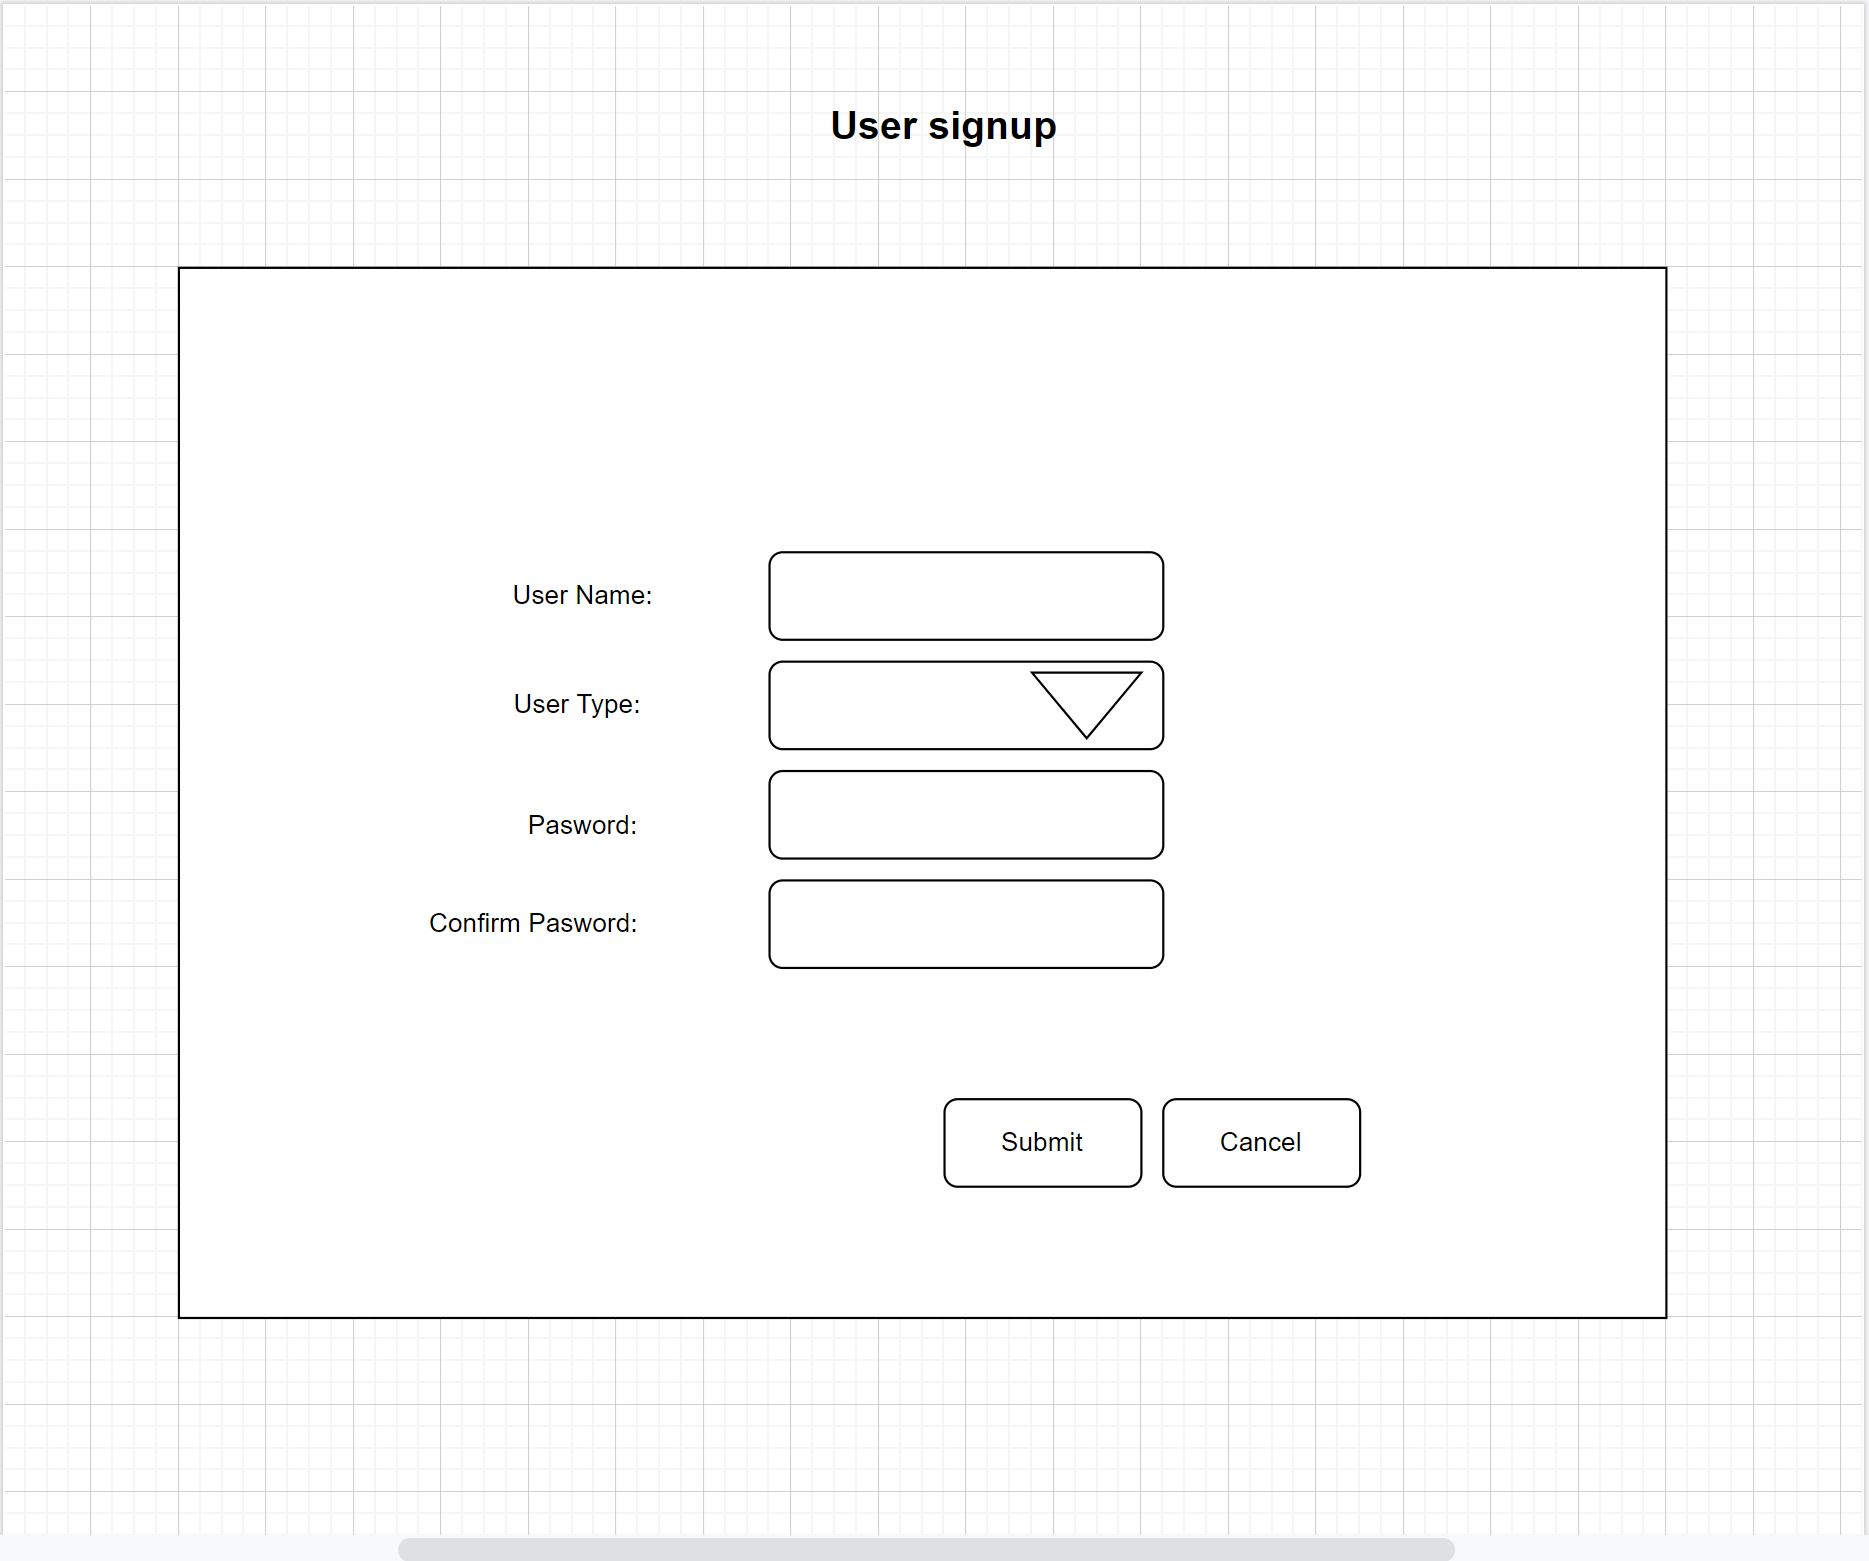 User signup
User Name:
User Type:
Pasword:
Confirm Pasword:
Submit
Cancel